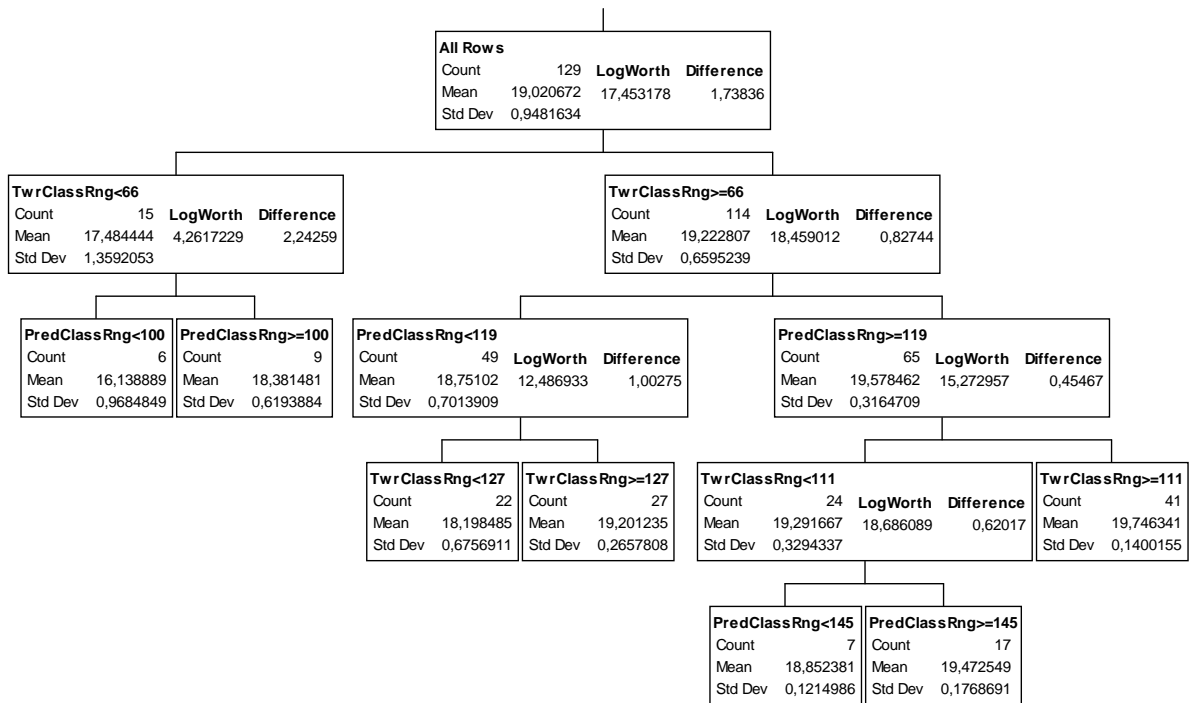 All Rows
Count 129 LogWorth Difference
Mean 19,020672 17,453178 1,73836
Std Dev 0,9481634
TwrClassRng<66
Count 15 LogWorth Difference
Mean 17,484444 4,2617229 2,24259
Std Dev 1,3592053
TwrClassRng>=66
Count 114 LogWorth Difference
Mean 19,222807 18,459012 0,82744
Std Dev 0,6595239
PredClassRng<100
Count 6
Mean 16,138889
Std Dev 0,9684849
PredClassRng>=100
Count 9
Mean 18,381481
Std Dev 0,6193884
PredClassRng<119
Count 49 LogWorth Difference
Mean 18,75102 12,486933 1,00275
Std Dev 0,7013909
PredClassRng>=119
Count 65 LogWorth Difference
Mean 19,578462 15,272957 0,45467
Std Dev 0,3164709
TwrClassRng<127
Count 22
Mean 18,198485
Std Dev 0,6756911
TwrClassRng>=127
Count 27
Mean 19,201235
Std Dev 0,2657808
TwrClassRng<111
Count 24 LogWorth Difference
Mean 19,291667 18,686089 0,62017
Std Dev 0,3294337
TwrClassRng>=111
Count 41
Mean 19,746341
Std Dev 0,1400155
PredClassRng<145
Count 7
Mean 18,852381
Std Dev 0,1214986
PredClassRng>=145
Count 17
Mean 19,472549
Std Dev 0,1768691